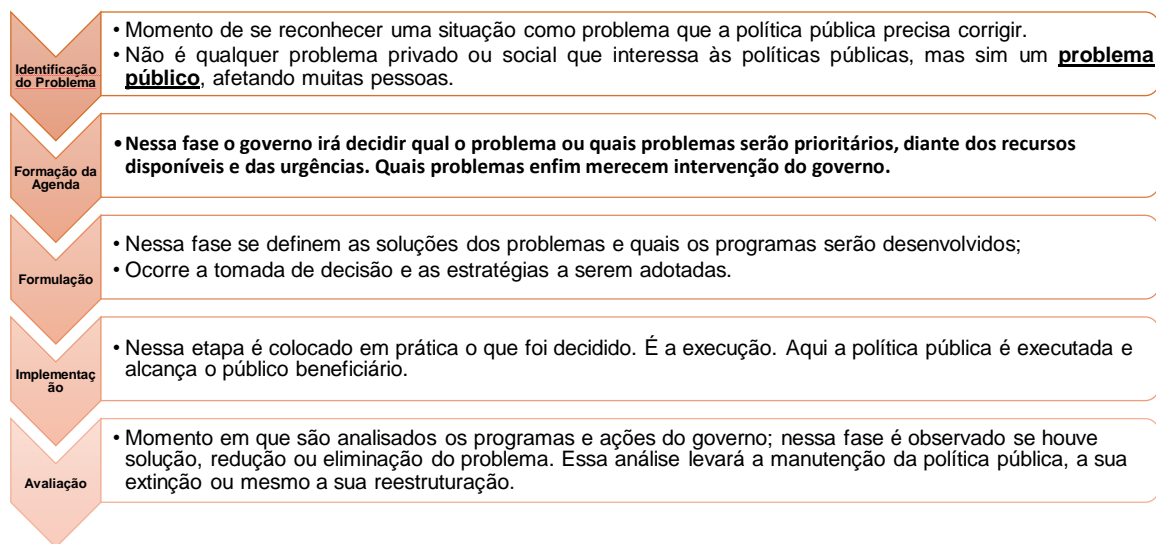 Identificação
do Problema
• Momento de se reconhecer uma situação como problema que a política pública precisa corrigir.
• Não é qualquer problema privado ou social que interessa às políticas públicas, mas sim um problema
público, afetando muitas pessoas.
Formação da
Agenda
• Nessa fase o governo irá decidir qual o problema ou quais problemas serão prioritários, diante dos recursos
disponíveis e das urgências. Quais problemas enfim merecem intervenção do governo.
Formulação
• Nessa fase se definem as soluções dos problemas e quais os programas serão desenvolvidos;
• Ocorre a tomada de decisão e as estratégias a serem adotadas.
Implementaç
ão
• Nessa etapa é colocado em prática o que foi decidido. É a execução. Aqui a política pública é executada e
alcança o público beneficiário.
Avaliação
• Momento em que são analisados os programas e ações do governo; nessa fase é observado se houve
solução, redução ou eliminação do problema. Essa análise levará a manutenção da política pública, a sua
extinção ou mesmo a sua reestruturação.